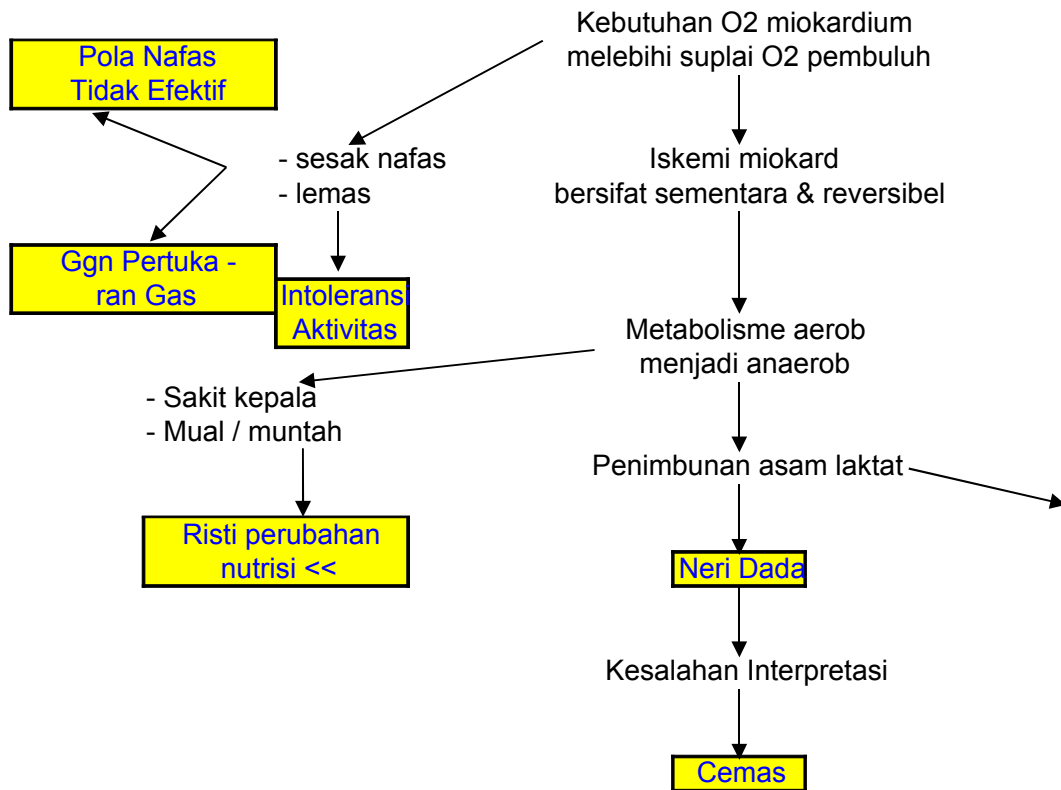 Kebutuhan O2 miokardium
melebihi suplai O2 pembuluh
Pola Nafas
Tidak Efektif
- sesak nafas
- lemas
Iskemi miokard
bersifat sementara & reversibel
Ggn Pertuka -
ran Gas
Intoleransi
Aktivitas
Metabolisme aerob
menjadi anaerob
- Sakit kepala
- Mual / muntah
Penimbunan asam laktat
Risti perubahan
nutrisi <<
Neri Dada
Kesalahan Interpretasi
Cemas